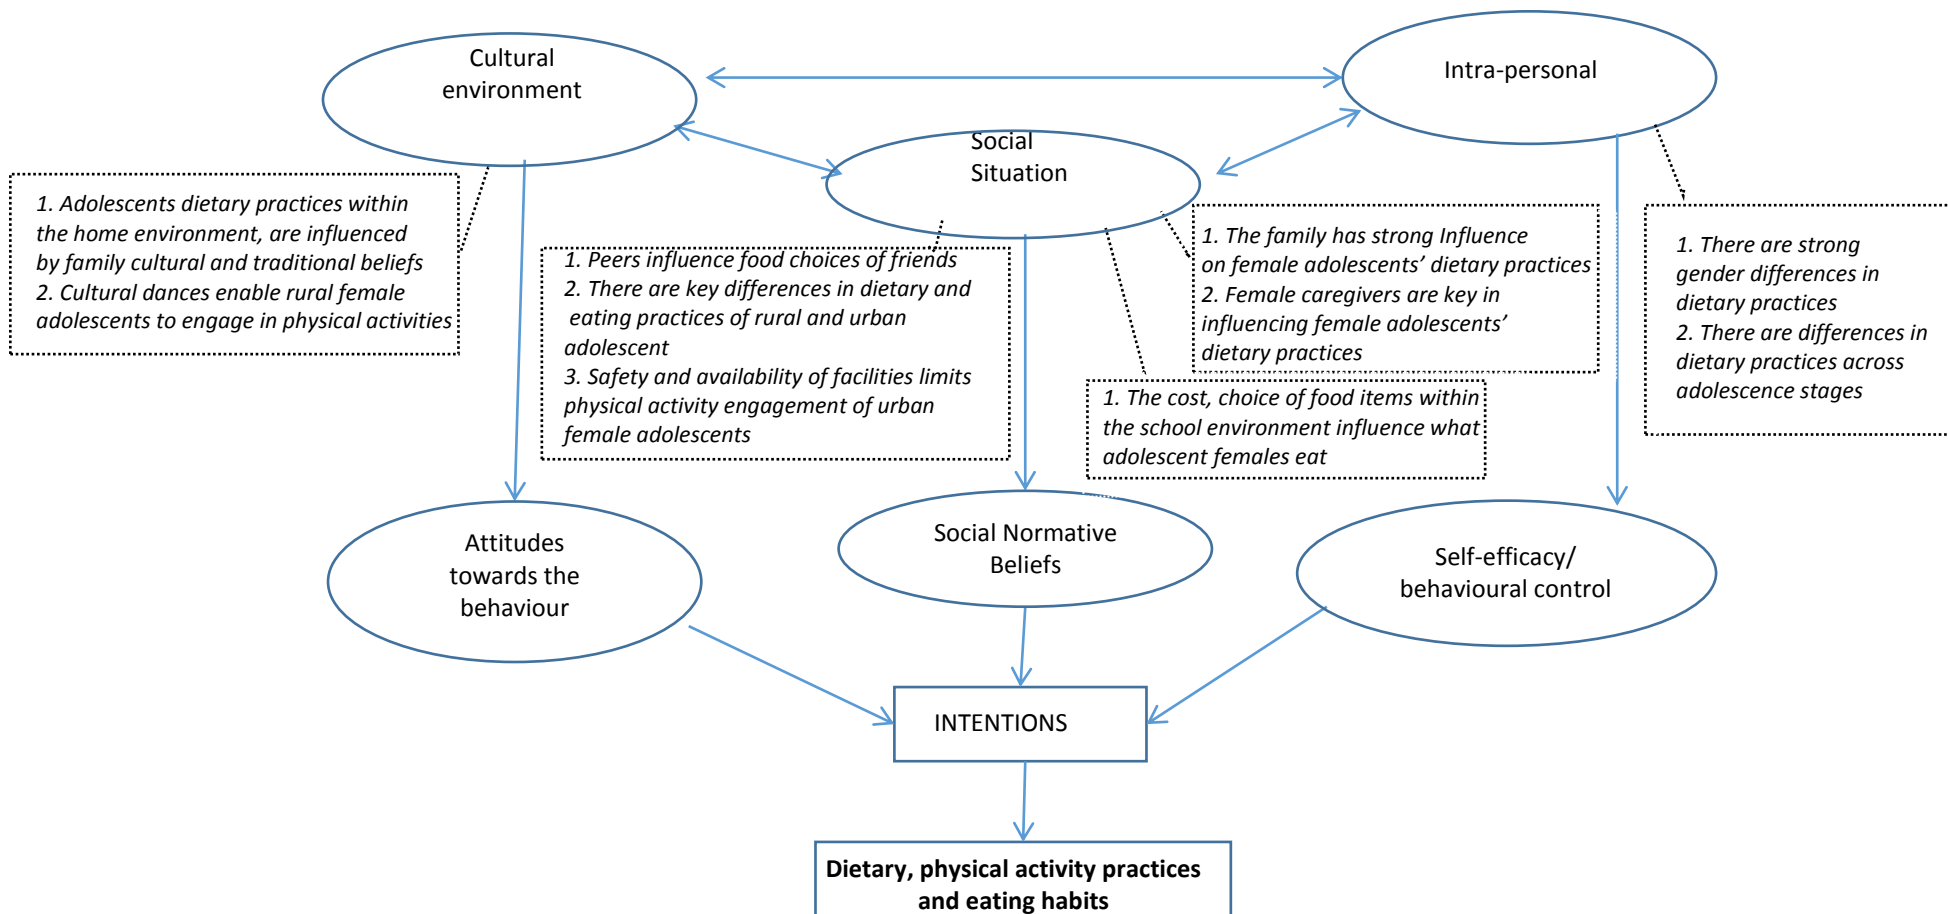 Cultural
environment
Intra-personal
Social
Situation
1. Adolescents dietary practices within
the home environment, are influenced
by family cultural and traditional beliefs
2. Cultural dances enable rural female
adolescents to engage in physical activities
1. Peers influence food choices of friends
2. There are key differences in dietary and
eating practices of rural and urban
adolescent
3. Safety and availability of facilities limits
physical activity engagement of urban
female adolescents
1. The family has strong Influence
on female adolescents’ dietary practices
2. Female caregivers are key in
influencing female adolescents’
dietary practices
1. The cost, choice of food items within
the school environment influence what
adolescent females eat
1. There are strong
gender differences in
dietary practices
2. There are differences in
dietary practices across
adolescence stages
Attitudes
towards the
behaviour
Social Normative
Beliefs
Self-efficacy/
behavioural control
INTENTIONS
Dietary, physical activity practices
and eating habits